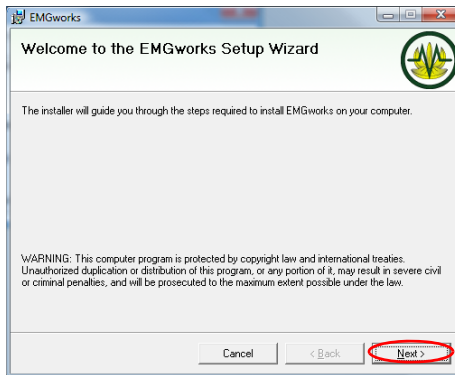 EMGworks
Welcome to the EMGworks Setup Wizard
The installer will guide you through the steps required to install EMGworks on your computer.
WARNING: This computer program is protected by copyright law and international treaties.
Unauthorized duplication or distribution of this program, or any portion of it, may result in severe civil
or criminal penalties, and will be prosecuted to the maximum extent possible under the law.
Cancel < Back Next >